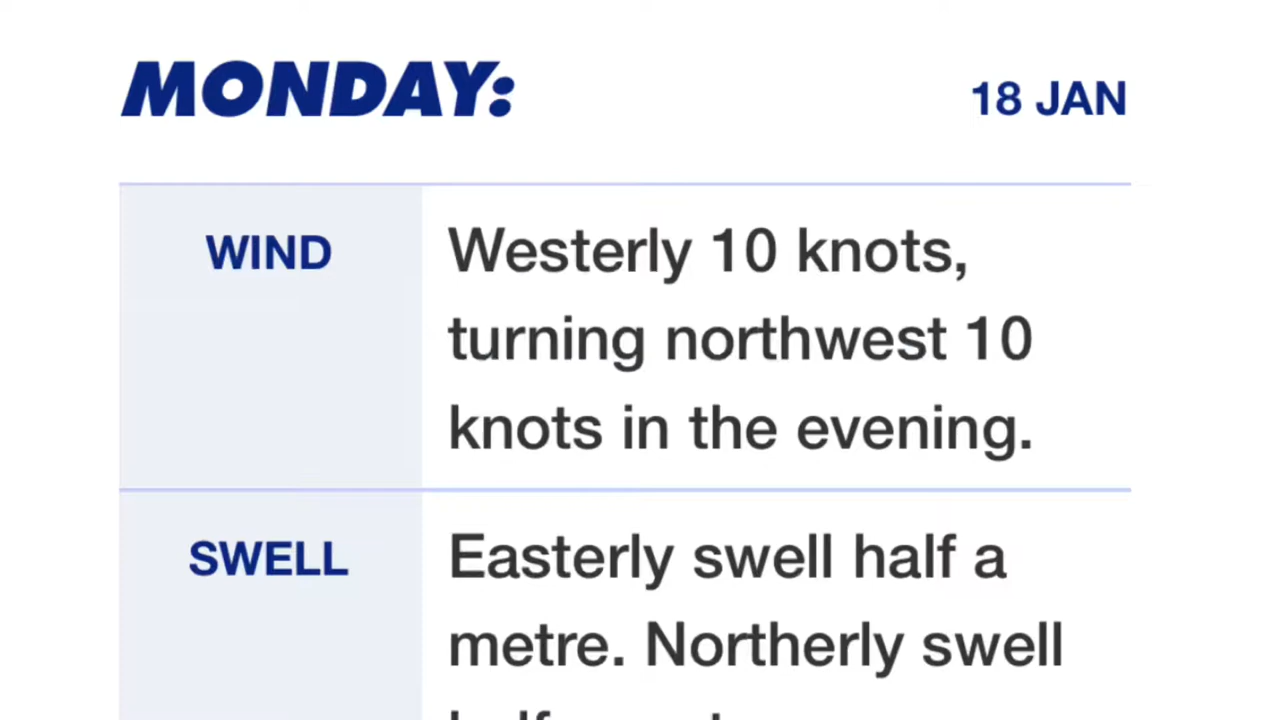 MONDAY:
18 JAN
WIND
Westerly 10 knots,
turning northwest 10
knots in the evening.
SWELL
Easterly swell half a
metre. Northerly swell